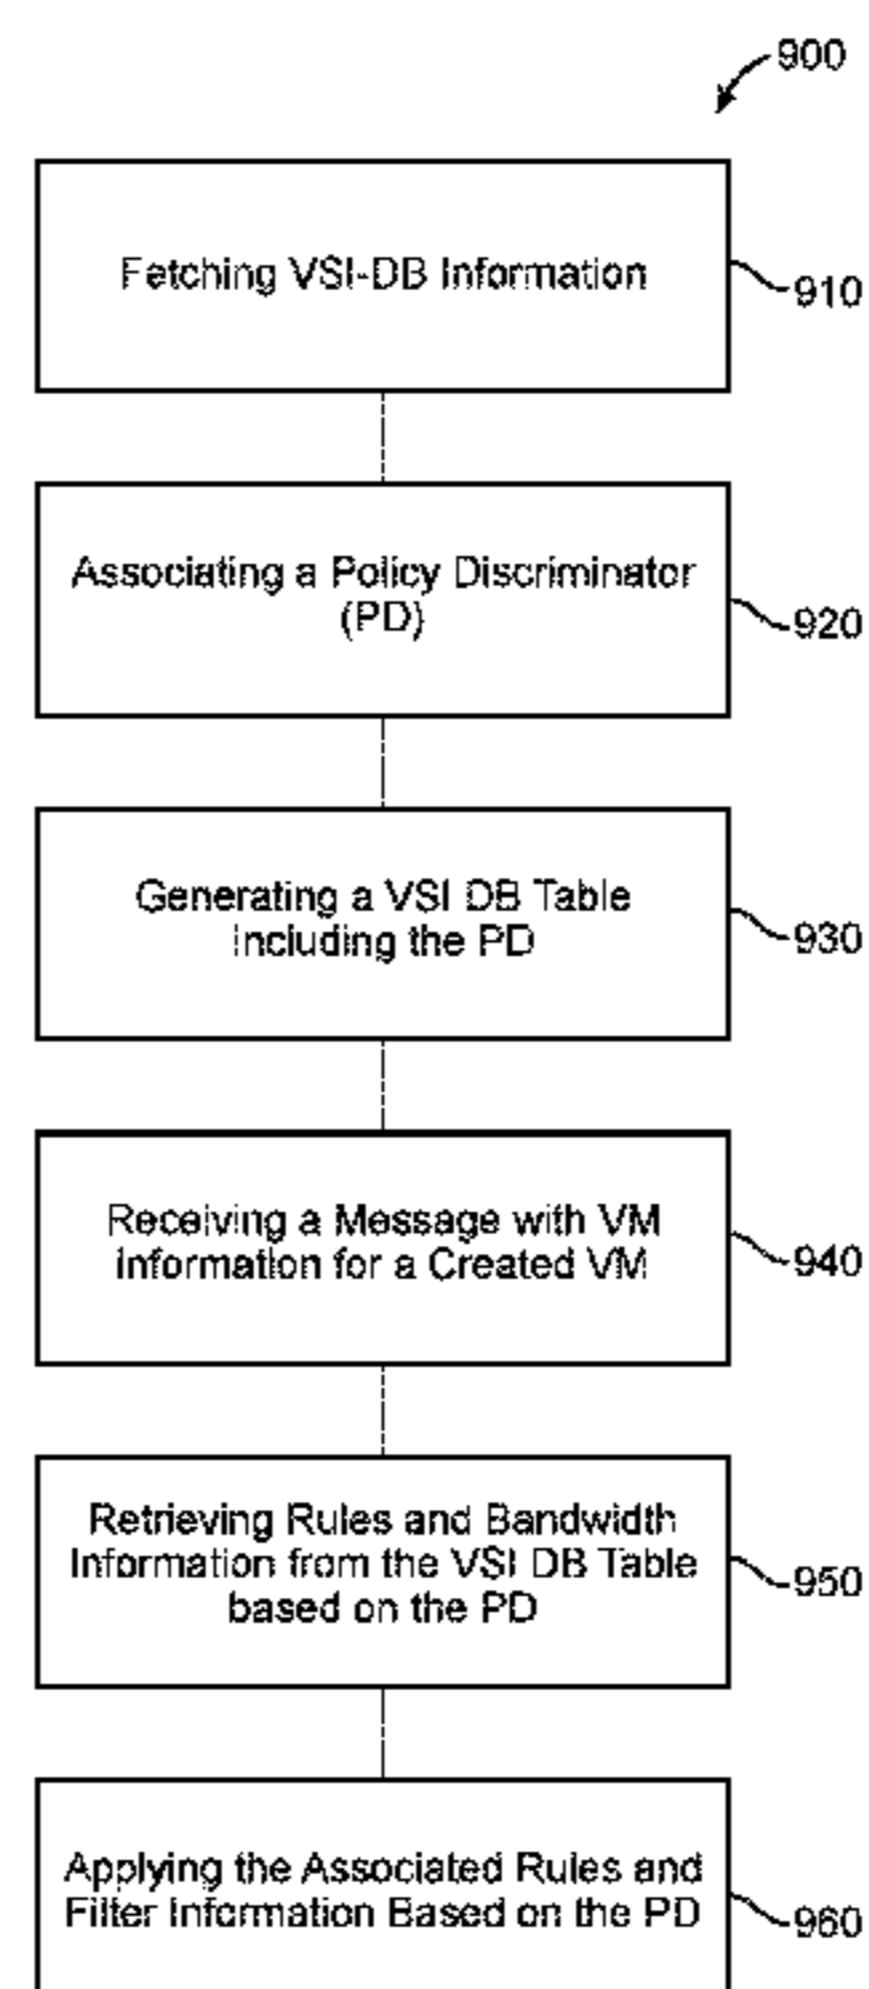 900
Fetching VSI-DB Information
910
Associating a Policy Discriminator
(PD)
920
Generating a VSI DB Table
Including the PD
930
Receiving a Message with VM
Information for a Created VM
940
Retrieving Rules and Bandwidth
Information from the VSI DB Table
based on the PD
950
Applying the Associated Rules and
Filter Information Based on the PD
960